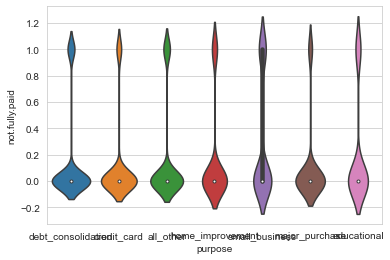 1.2
1.0
0.8
0.6
0.4
0.2
0.0
−0.2
not.fully.paid
debt_consolidation credit_card all_other home_improvement small_business major_purchase educational
purpose